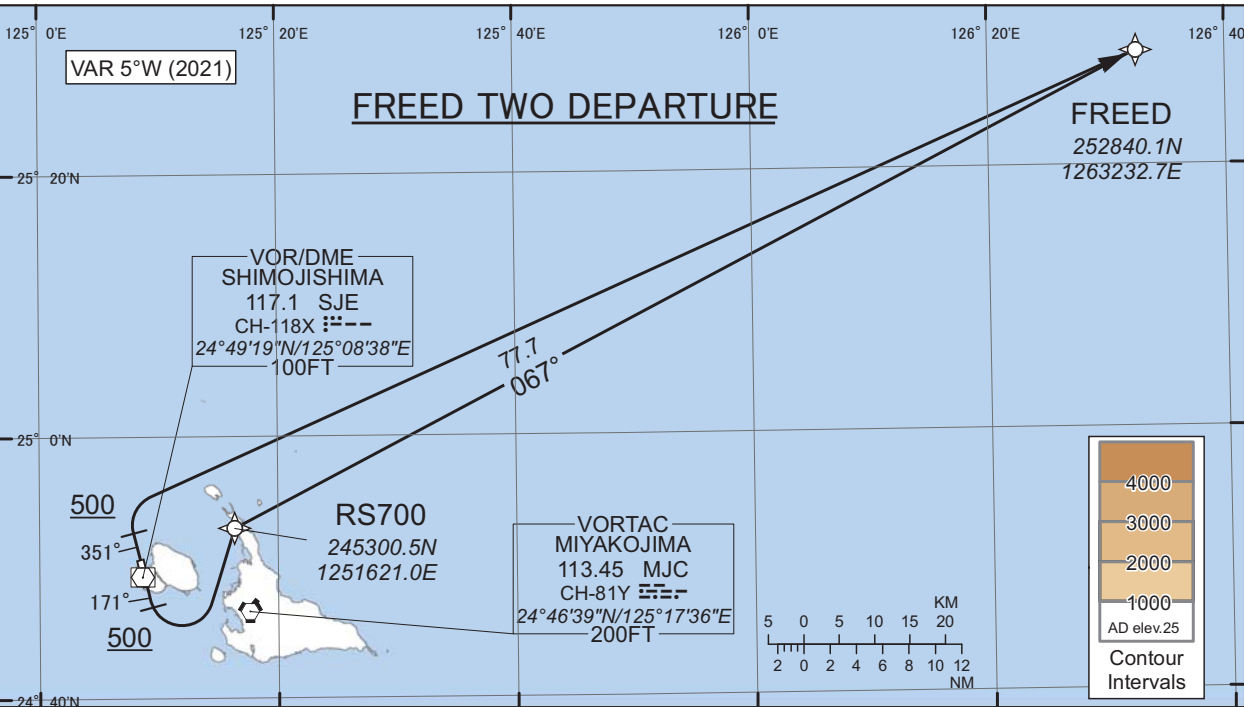 125° 0'E
125° 20'E
125° 40'E
126° 0'E
126° 20'E
126° 40
VAR 5°W (2021)
FREED TWO DEPARTURE
FREED
252840.1N
1263232.7E
25° 20'N
VOR/DME
SHIMOJISHIMA
117.1 SJE
CH-118X
24°49'19"N/125°08'38"E
100FT
77.7
067°
25° 0'N
500
351°
171°
500
RS700
245300.5N
1251621.0E
VORTAC
MIYAKOJIMA
113.45 MJC
CH-81Y
24°46'39"N/125°17'36"E
200FT
KM
5 0 5 10 15 20
2 0 2 4 6 8 10 12
NM
4000
3000
2000
1000
AD elev.25
Contour
Intervals
24° 40'N